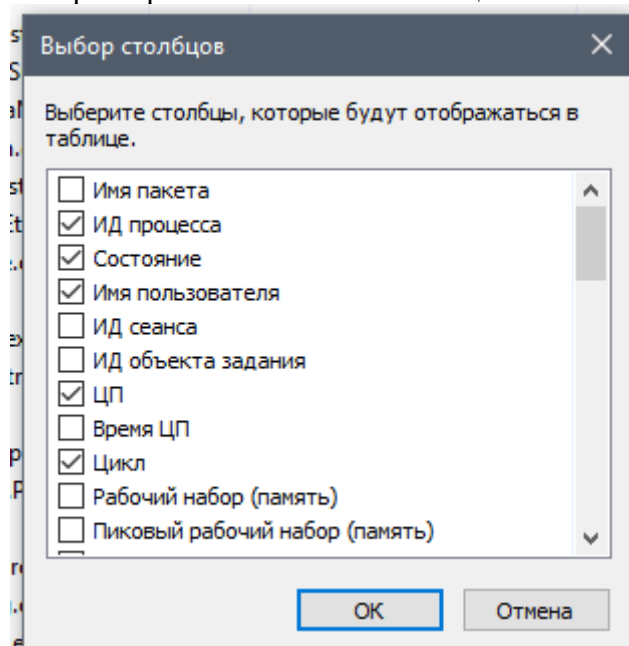 Выбор столбцов
Выберите столбцы, которые будут отображаться в
таблице.
Имя пакета
ИД процесса
Состояние
Имя пользователя
ИД сеанса
ИД объекта задания
ЦП
Время ЦП
Цикл
Рабочий набор (память)
Пиковый рабочий набор (память)
ОК
Отмена